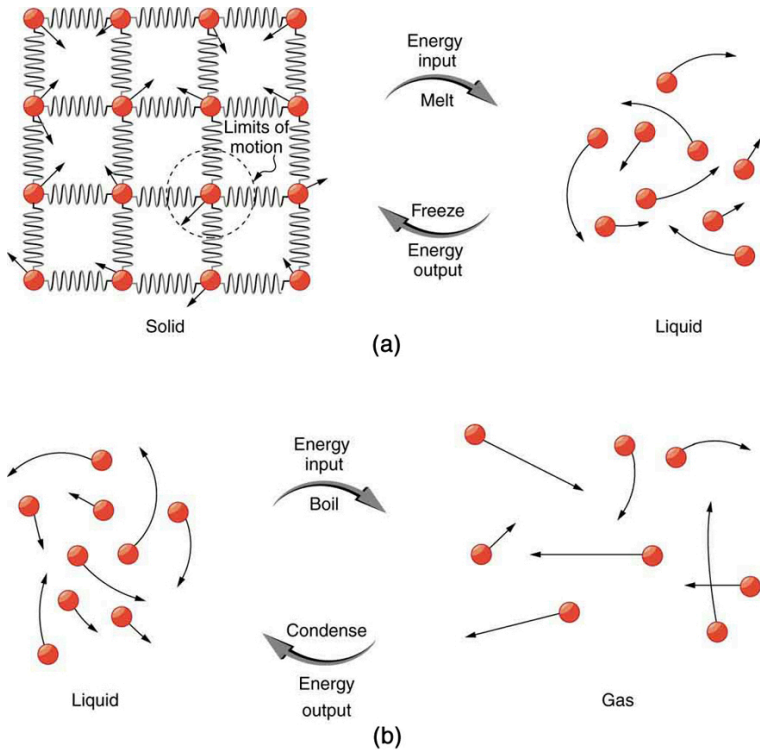 Limits of
motion
Energy
input
Melt
Freeze
Energy
output
Solid
Liquid
(a)
Energy
input
Boil
Condense
Energy
output
Liquid
Gas
(b)